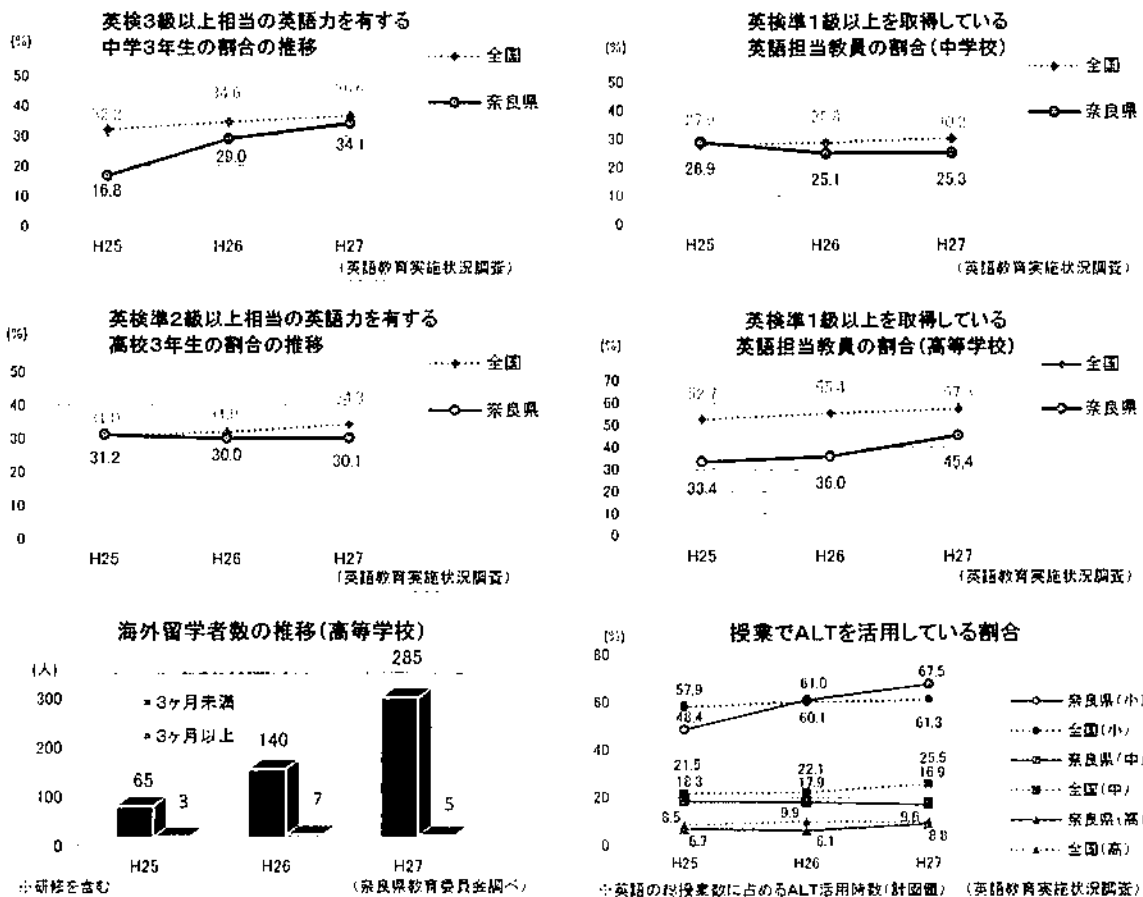 英検3級以上相当の英語力を有する
中学3年生の割合の推移
(%)
全国
奈良県
50
40
30
20
10
0
34.6
16.8
29.0
34.1
H25
H26
H27
(英語教育実施状況調査)
英検準1級以上を取得している
英語担当教員の割合(中学校)
(%)
全国
奈良県
50
40
30
20
10
0
28.9
25.1
25.3
H25
H26
H27
(英語教育実施状況調査)
英検準2級以上相当の英語力を有する
高校3年生の割合の推移
(%)
全国
奈良県
50
40
30
20
10
0
31.2
30.0
30.1
H25
H26
H27
(英語教育実施状況調査)
英検準1級以上を取得している
英語担当教員の割合(高等学校)
(%)
全国
奈良県
70
60
50
40
30
20
10
0
52.7
55.4
33.4
36.0
45.4
H25
H26
H27
(英語教育実施状況調査)
海外留学者数の推移(高等学校)
(人)
3ヶ月未満
3ヶ月以上
300
200
100
0
65
3
140
7
285
5
H25
H26
H27
※研修を含む
(奈良県教育委員会調べ)
授業でALTを活用している割合
(%)
80
60
40
20
0
57.9
48.4
61.0
60.1
67.5
61.3
21.5
18.3
22.1
17.9
25.5
16.9
8.5
6.7
9.9
6.1
8.8
奈良県(小
全国(小)
奈良県(中
全国(中)
奈良県(高
全国(高)
H25
H26
H27
※英語の総授業数に占めるALT活用時数(計画値)
(英語教育実施状況調査)